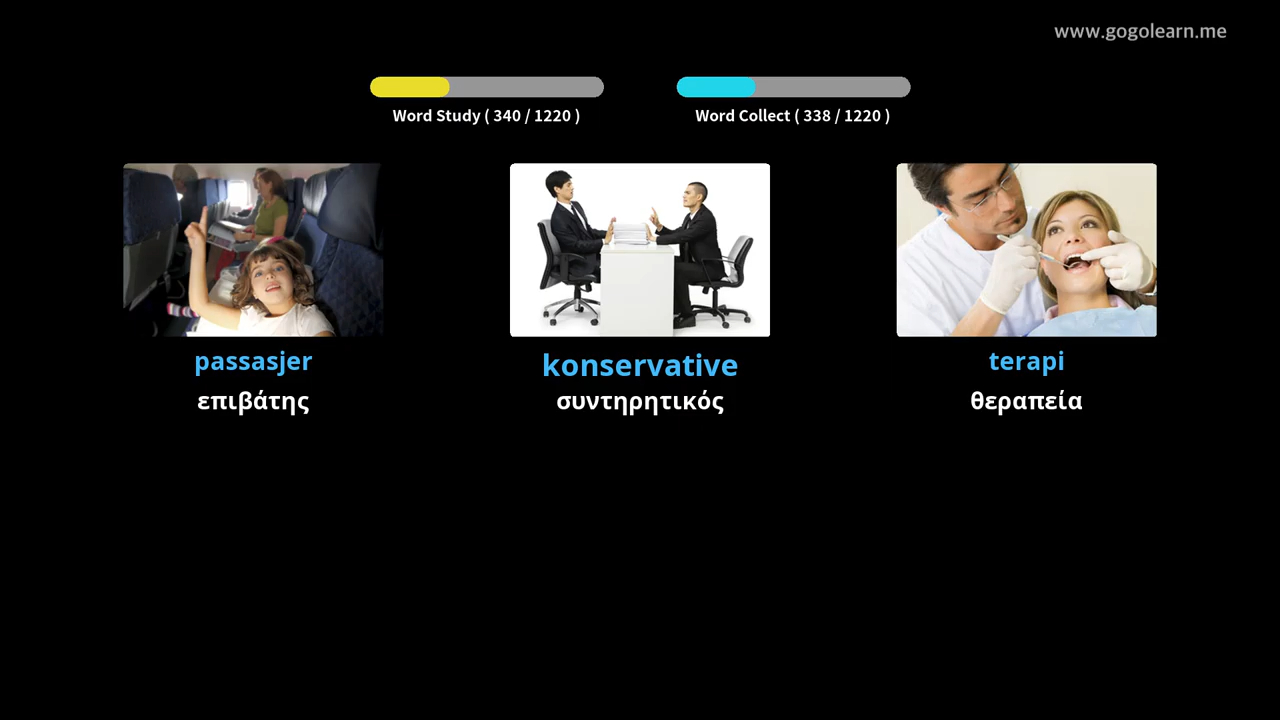 www.gogolearn.me
Word Study ( 340 / 1220 )
Word Collect ( 338 / 1220 )
passasjer
konservative
terapi
επιβάτης
συντηρητικός
θεραπεία